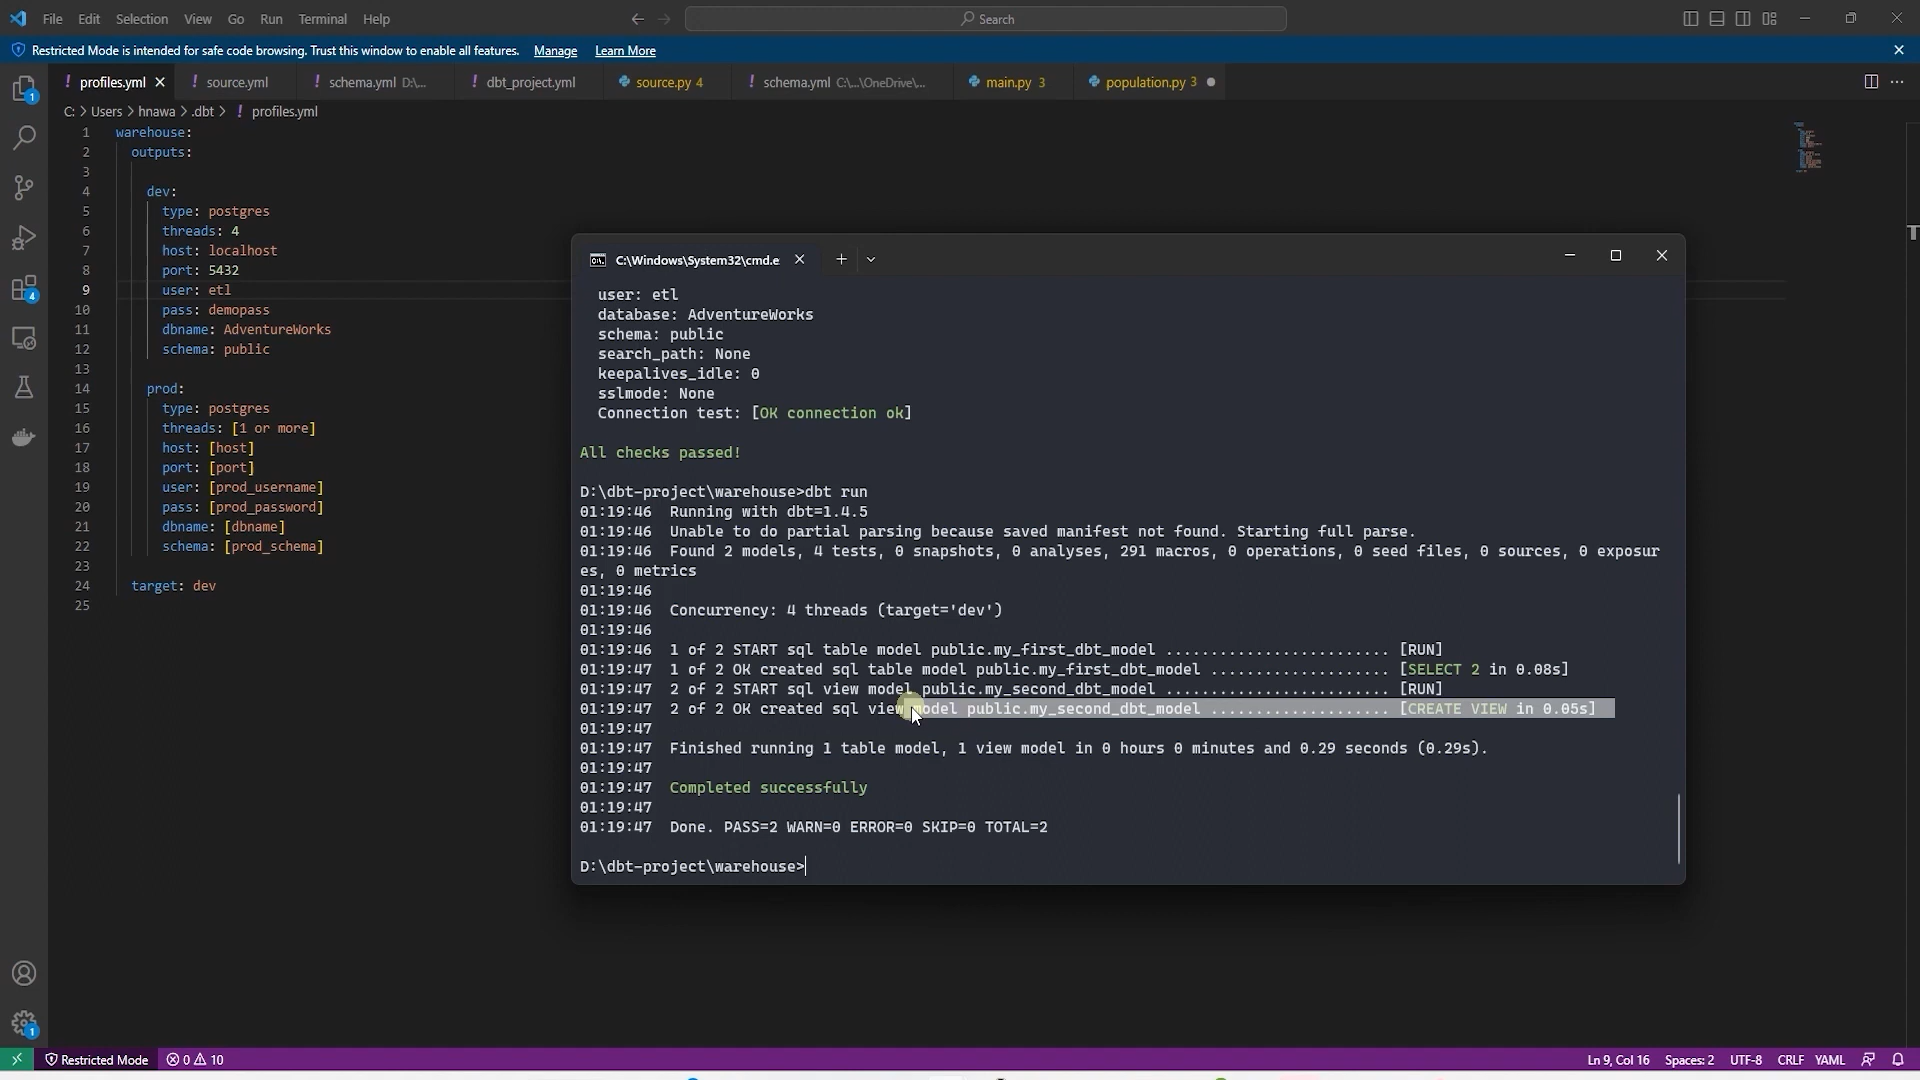 File Edit Selection View Go Run Terminal Help
Search
Restricted Mode is intended for safe code browsing. Trust this window to enable all features. Manage Learn More
profiles.yml source.yml schema.yml D:\... dbt_project.yml source.py 4 schema.yml C:\...\OneDrive\... main.py 3 population.py 3
C: > Users > hnawa > .dbt > profiles.yml
1 warehouse:
2 outputs:
3
4 dev:
5 type: postgres
6 threads: 4
7 host: localhost
8 port: 5432
9 user: etl
10 pass: demopass
11 dbname: AdventureWorks
12 schema: public
13
14 prod:
15 type: postgres
16 threads: [1 or more]
17 host: [host]
18 port: [port]
19 user: [prod_username]
20 pass: [prod_password]
21 dbname: [dbname]
22 schema: [prod_schema]
23
24 target: dev
25
C:\Windows\System32\cmd.e
user: etl
database: AdventureWorks
schema: public
search_path: None
keepalives_idle: 0
sslmode: None
Connection test: [OK connection ok]
All checks passed!
D:\dbt-project\warehouse>dbt run
01:19:46 Running with dbt=1.4.5
01:19:46 Unable to do partial parsing because saved manifest not found. Starting full parse.
01:19:46 Found 2 models, 4 tests, 0 snapshots, 0 analyses, 291 macros, 0 operations, 0 seed files, 0 sources, 0 exposur
es, 0 metrics
01:19:46
01:19:46 Concurrency: 4 threads (target='dev')
01:19:46
01:19:46 1 of 2 START sql table model public.my_first_dbt_model ......................... [RUN]
01:19:47 1 of 2 OK created sql table model public.my_first_dbt_model .................... [SELECT 2 in 0.08s]
01:19:47 2 of 2 START sql view model public.my_second_dbt_model ......................... [RUN]
01:19:47 2 of 2 OK created sql view model public.my_second_dbt_model .................... [CREATE VIEW in 0.05s]
01:19:47
01:19:47 Finished running 1 table model, 1 view model in 0 hours 0 minutes and 0.29 seconds (0.29s).
01:19:47
01:19:47 Completed successfully
01:19:47
01:19:47 Done. PASS=2 WARN=0 ERROR=0 SKIP=0 TOTAL=2
D:\dbt-project\warehouse>
1
4
1
Restricted Mode 0 10 Ln 9, Col 16 Spaces: 2 UTF-8 CRLF YAML